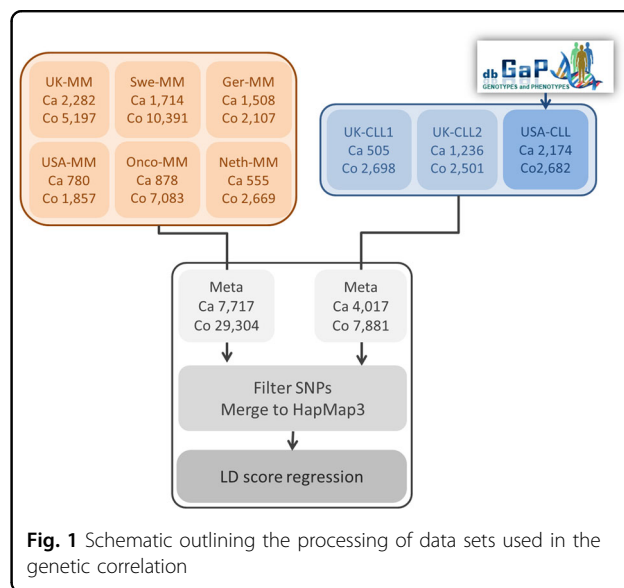 UK-MM
Ca 2,282
Co 5,197
Swe-MM
Ca 1,714
Co 10,391
Ger-MM
Ca 1,508
Co 2,107
USA-MM
Ca 780
Co 1,857
Onco-MM
Ca 878
Co 7,083
Neth-MM
Ca 555
Co 2,669
db GaP
GENOTYPES and PHENOTYPES
UK-CLL1
Ca 505
Co 2,698
UK-CLL2
Ca 1,236
Co 2,501
USA-CLL
Ca 2,174
Co2,682
Meta
Ca 7,717
Co 29,304
Meta
Ca 4,017
Co 7,881
Filter SNPs
Merge to HapMap3
LD score regression
Fig. 1 Schematic outlining the processing of data sets used in the
genetic correlation